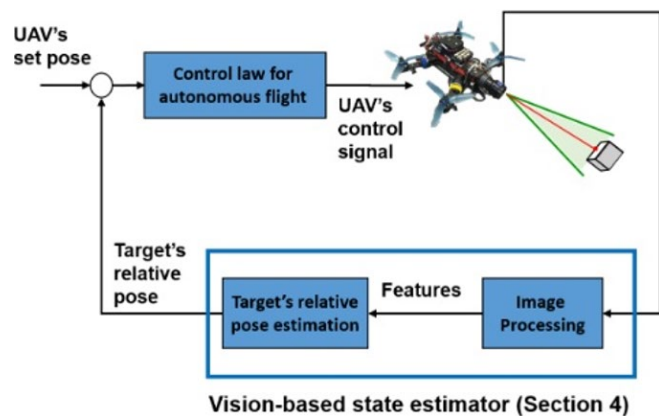 UAV's
set pose
Control law for
autonomous flight
UAV's
control
signal
Target's
relative
pose
Target's relative
pose estimation
Features
Image
Processing
Vision-based state estimator (Section 4)